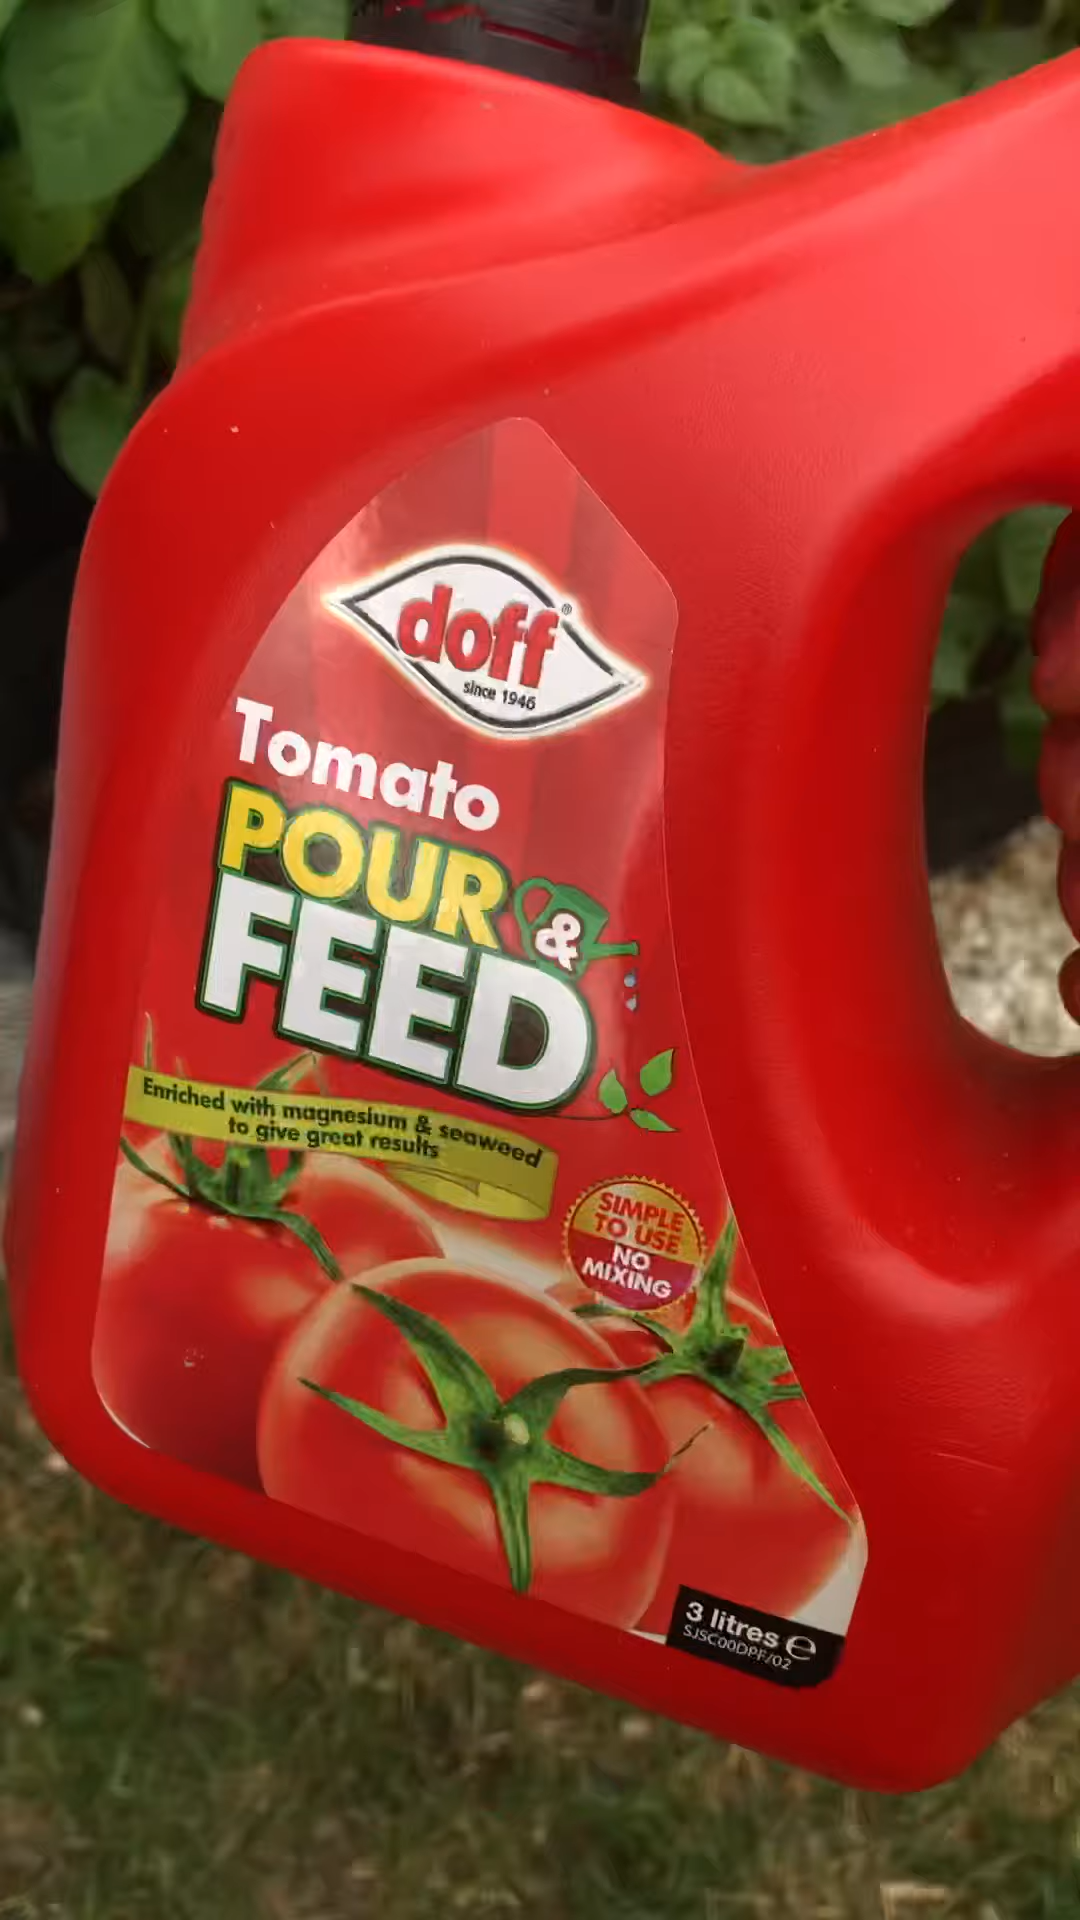 doff®
since 1946
Tomato
POUR
&
FEED
Enriched with magnesium & seaweed
to give great results
SIMPLE
TO USE
NO
MIXING
3 litres ℮
SJSC00DPF/02